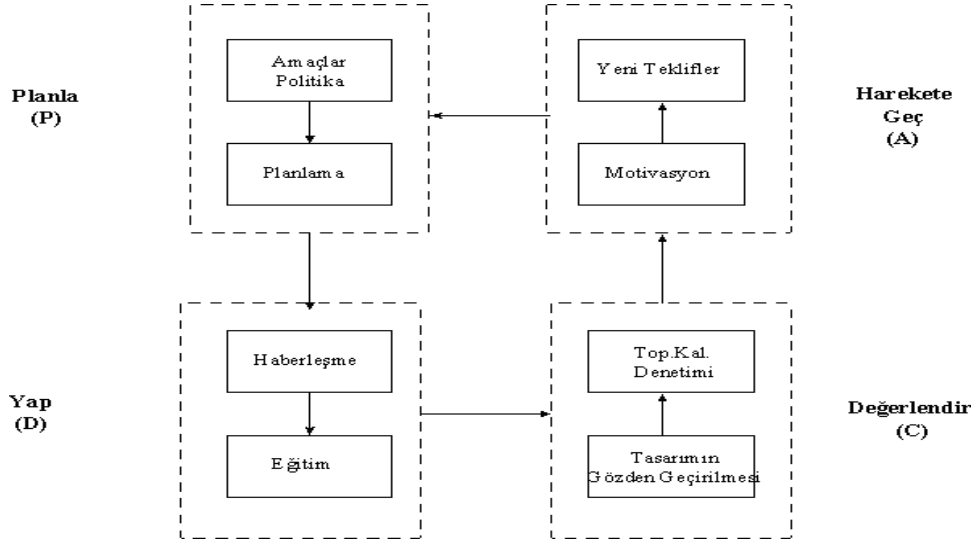 Planla
(P)
Amaçlar
Politika
Planlama
Yeni Teklifler
Motivasyon
Harekete
Geç
(A)
Yap
(D)
Haberleşme
Eğitim
Top.Kal.
Denetimi
Tasarımın
Gözden Geçirilmesi
Değerlendir
(C)